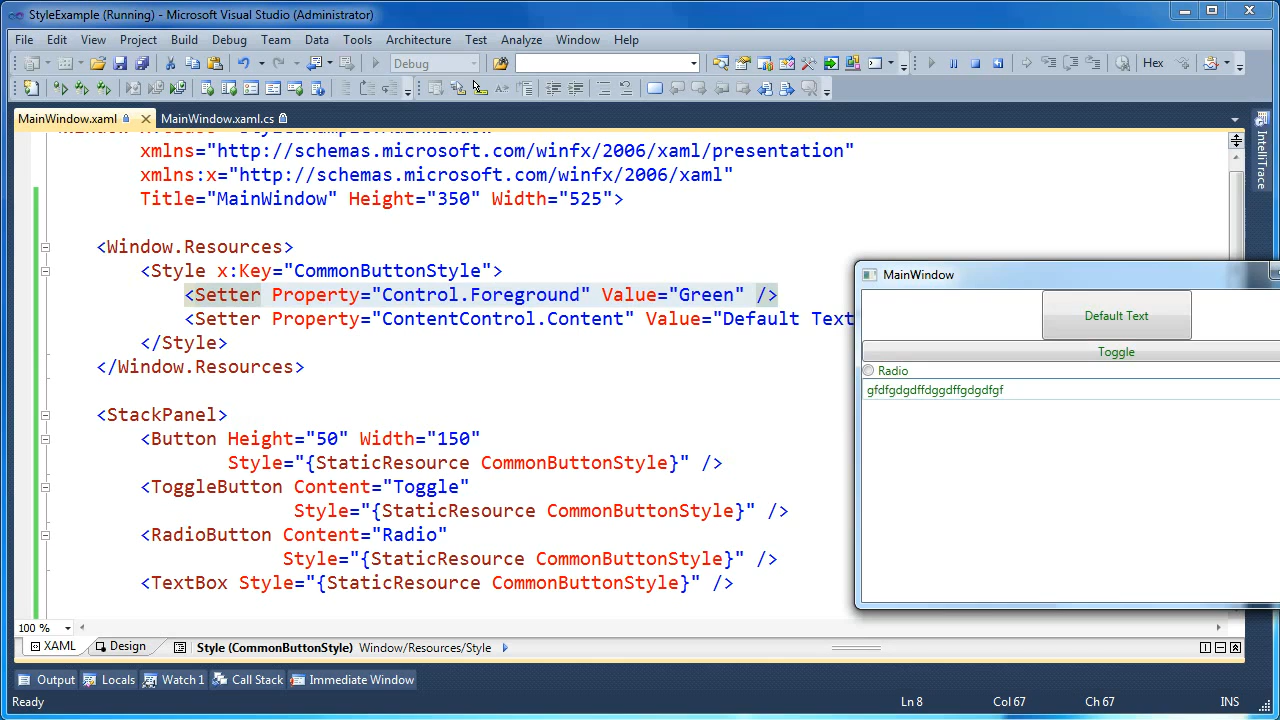 StyleExample (Running) - Microsoft Visual Studio (Administrator)
File Edit View Project Build Debug Team Data Tools Architecture Test Analyze Window Help
Debug
Hex
MainWindow.xaml
MainWindow.xaml.cs
xmlns="http://schemas.microsoft.com/winfx/2006/xaml/presentation"
xmlns:x="http://schemas.microsoft.com/winfx/2006/xaml"
Title="MainWindow" Height="350" Width="525">
<Window.Resources>
<Style x:Key="CommonButtonStyle">
<Setter Property="Control.Foreground" Value="Green" />
<Setter Property="ContentControl.Content" Value="Default Text
</Style>
</Window.Resources>
<StackPanel>
<Button Height="50" Width="150"
Style="{StaticResource CommonButtonStyle}" />
<ToggleButton Content="Toggle"
Style="{StaticResource CommonButtonStyle}" />
<RadioButton Content="Radio"
Style="{StaticResource CommonButtonStyle}" />
<TextBox Style="{StaticResource CommonButtonStyle}" />
IntelliTrace
MainWindow
Default Text
Toggle
Radio
gfdfgdgdffdggdffgdgdfgf
100 %
XAML
Design
Style (CommonButtonStyle) Window/Resources/Style
Output Locals Watch 1 Call Stack Immediate Window
Ready
Ln 8 Col 67 Ch 67 INS